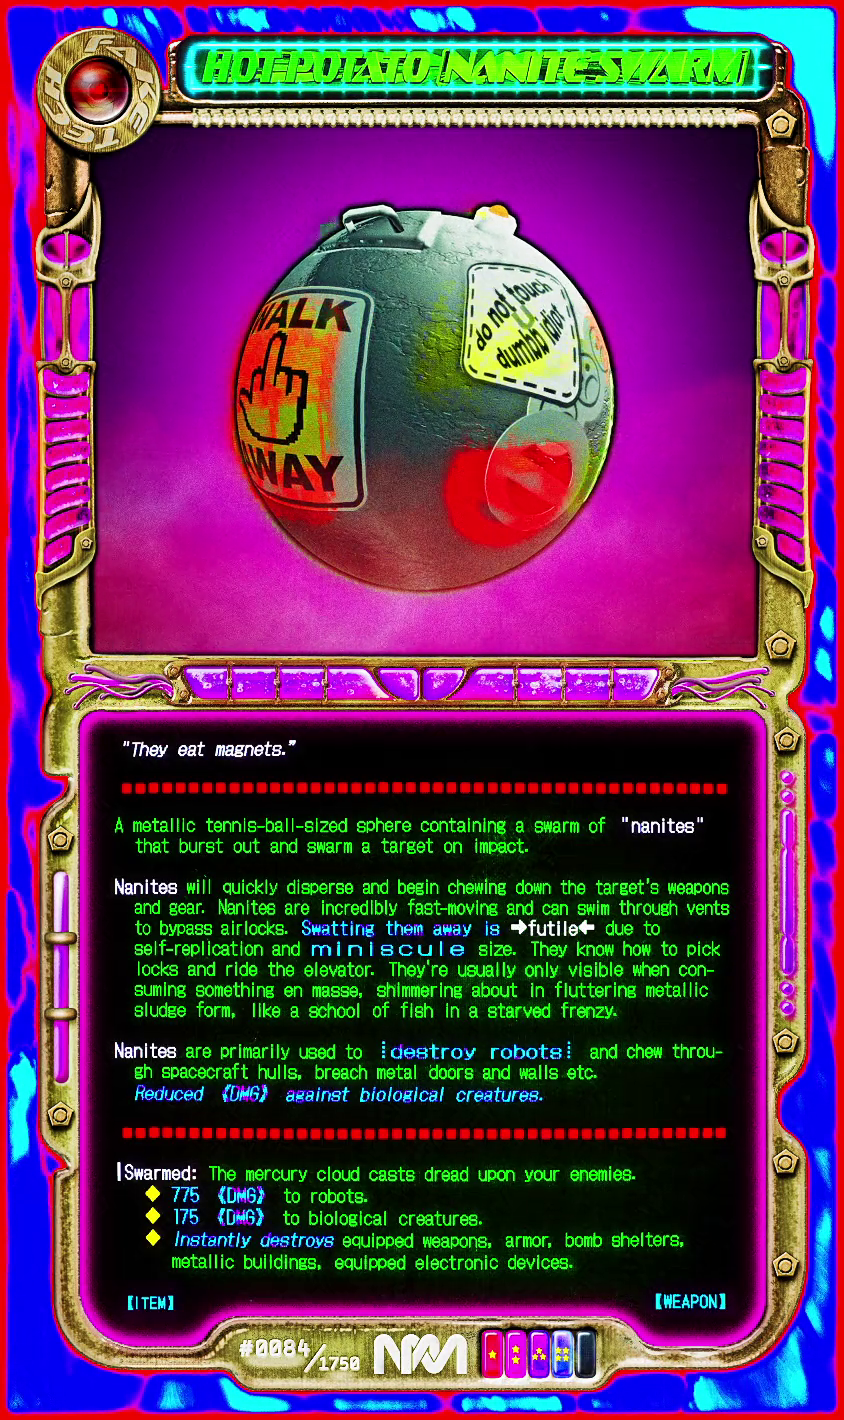 HOT POTATO NANITE SWARM
FAKE TECH
WALK
AWAY
do not touch
U
dumbo idiot
"They eat magnets."
A metallic tennis-ball-sized sphere containing a swarm of "nanites"
that burst out and swarm a target on impact.
Nanites will quickly disperse and begin chewing down the target's weapons
and gear. Nanites are incredibly fast-moving and can swim through vents
to bypass airlocks. Swatting them away is →futile← due to
self-replication and miniscule size. They know how to pick
locks and ride the elevator. They're usually only visible when con-
suming something en masse, shimmering about in fluttering metallic
sludge form, like a school of fish in a starved frenzy.
Nanites are primarily used to ⁞destroy robots⁞ and chew throu-
gh spacecraft hulls, breach metal doors and walls etc.
Reduced 《DMG》 against biological creatures.
Swarmed: The mercury cloud casts dread upon your enemies.
◆ 775 《DMG》 to robots.
◆ 175 《DMG》 to biological creatures.
◆ Instantly destroys equipped weapons, armor, bomb shelters,
metallic buildings, equipped electronic devices.
【ITEM】
【WEAPON】
#0084/1750